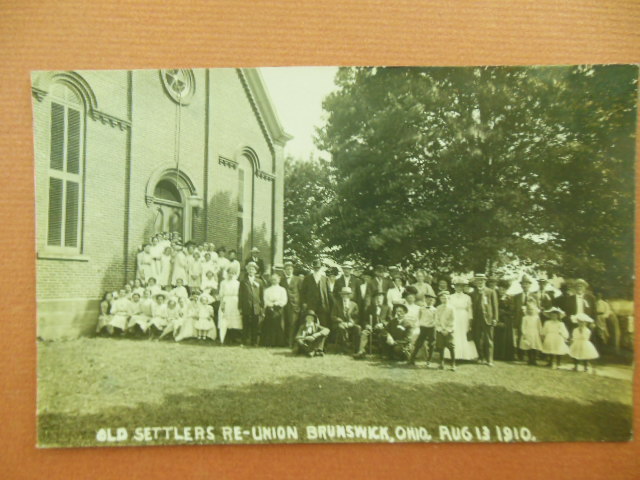 OLD SETTLERS RE-UNION BRUNSWICK, OHIO. AUG 13 1910.